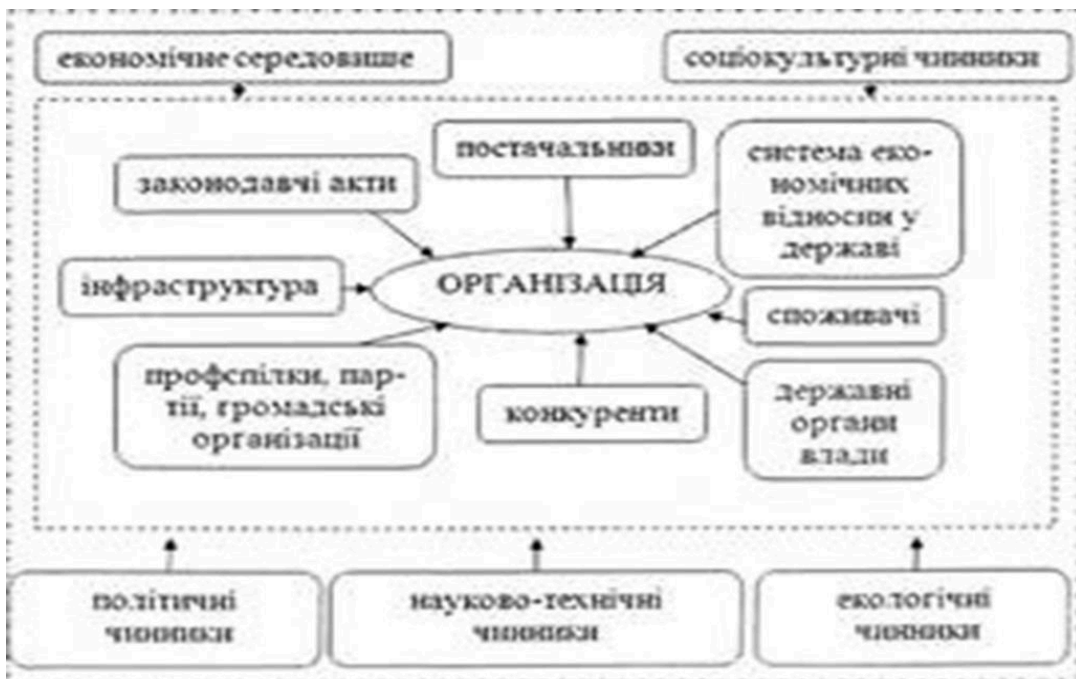 економічне середовише
соціокультурні чинники
постачальники
законодавчі акти
система еко-
номічних
відносин у
державі
інфраструктура
ОРГАНІЗАЦІЯ
споживачі
профспілки, пар-
тії, громадські
організації
конкуренти
державні
органи
влади
політичні
чинники
науково-технічні
чинники
екологічні
чинники